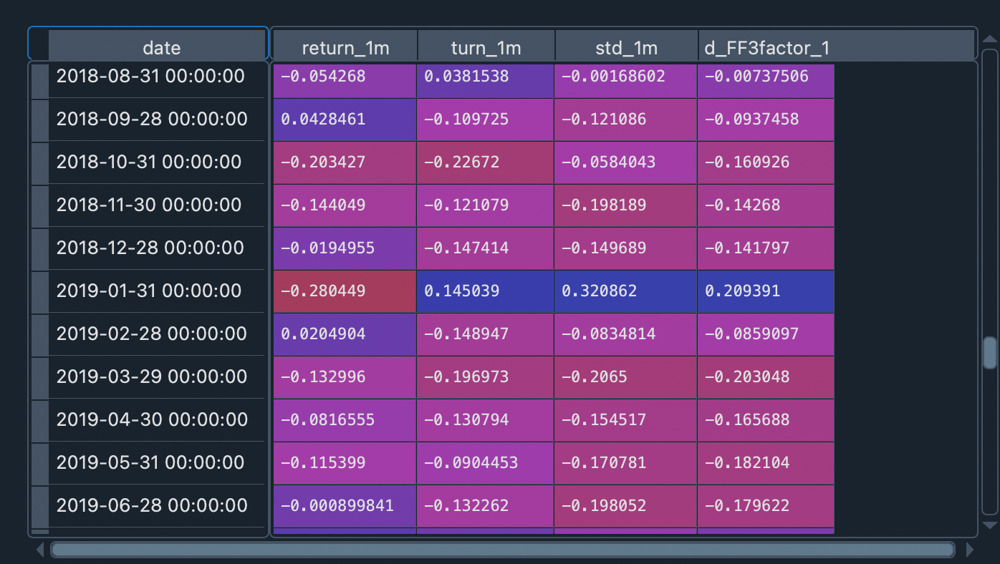 date return_1m turn_1m std_1m d_FF3factor_1
2018-08-31 00:00:00 -0.054268 0.0381538 -0.00168602 -0.00737506
2018-09-28 00:00:00 0.0428461 -0.109725 -0.121086 -0.0937458
2018-10-31 00:00:00 -0.203427 -0.22672 -0.0584043 -0.160926
2018-11-30 00:00:00 -0.144049 -0.121079 -0.198189 -0.14268
2018-12-28 00:00:00 -0.0194955 -0.147414 -0.149689 -0.141797
2019-01-31 00:00:00 -0.280449 0.145039 0.320862 0.209391
2019-02-28 00:00:00 0.0204904 -0.148947 -0.0834814 -0.0859097
2019-03-29 00:00:00 -0.132996 -0.196973 -0.2065 -0.203048
2019-04-30 00:00:00 -0.0816555 -0.130794 -0.154517 -0.165688
2019-05-31 00:00:00 -0.115399 -0.0904453 -0.170781 -0.182104
2019-06-28 00:00:00 -0.000899841 -0.132262 -0.198052 -0.179622